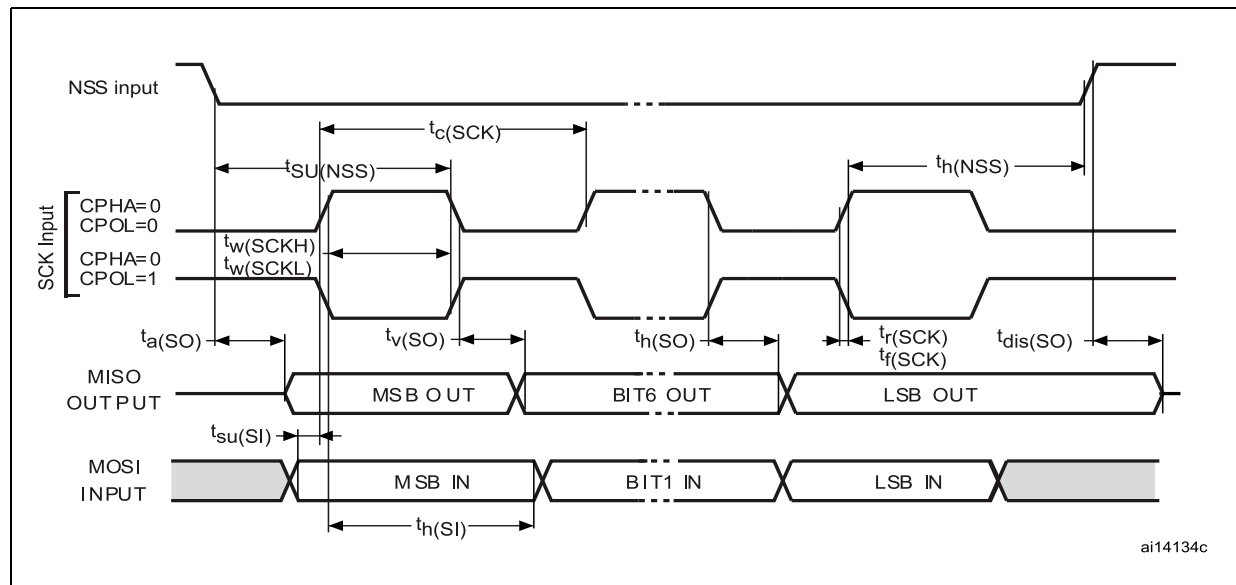 NSS input
tc(SCK)
tSU(NSS)
th(NSS)
SCK Input
CPHA=0
CPOL=0
tw(SCKH)
CPHA=0
tw(SCKL)
CPOL=1
ta(SO)
tv(SO)
th(SO)
tr(SCK)
tf(SCK)
tdis(SO)
MISO
OUTPUT
MSB OUT
BIT6 OUT
LSB OUT
tsu(SI)
MOSI
INPUT
MSB IN
BIT1 IN
LSB IN
th(SI)
ai14134c